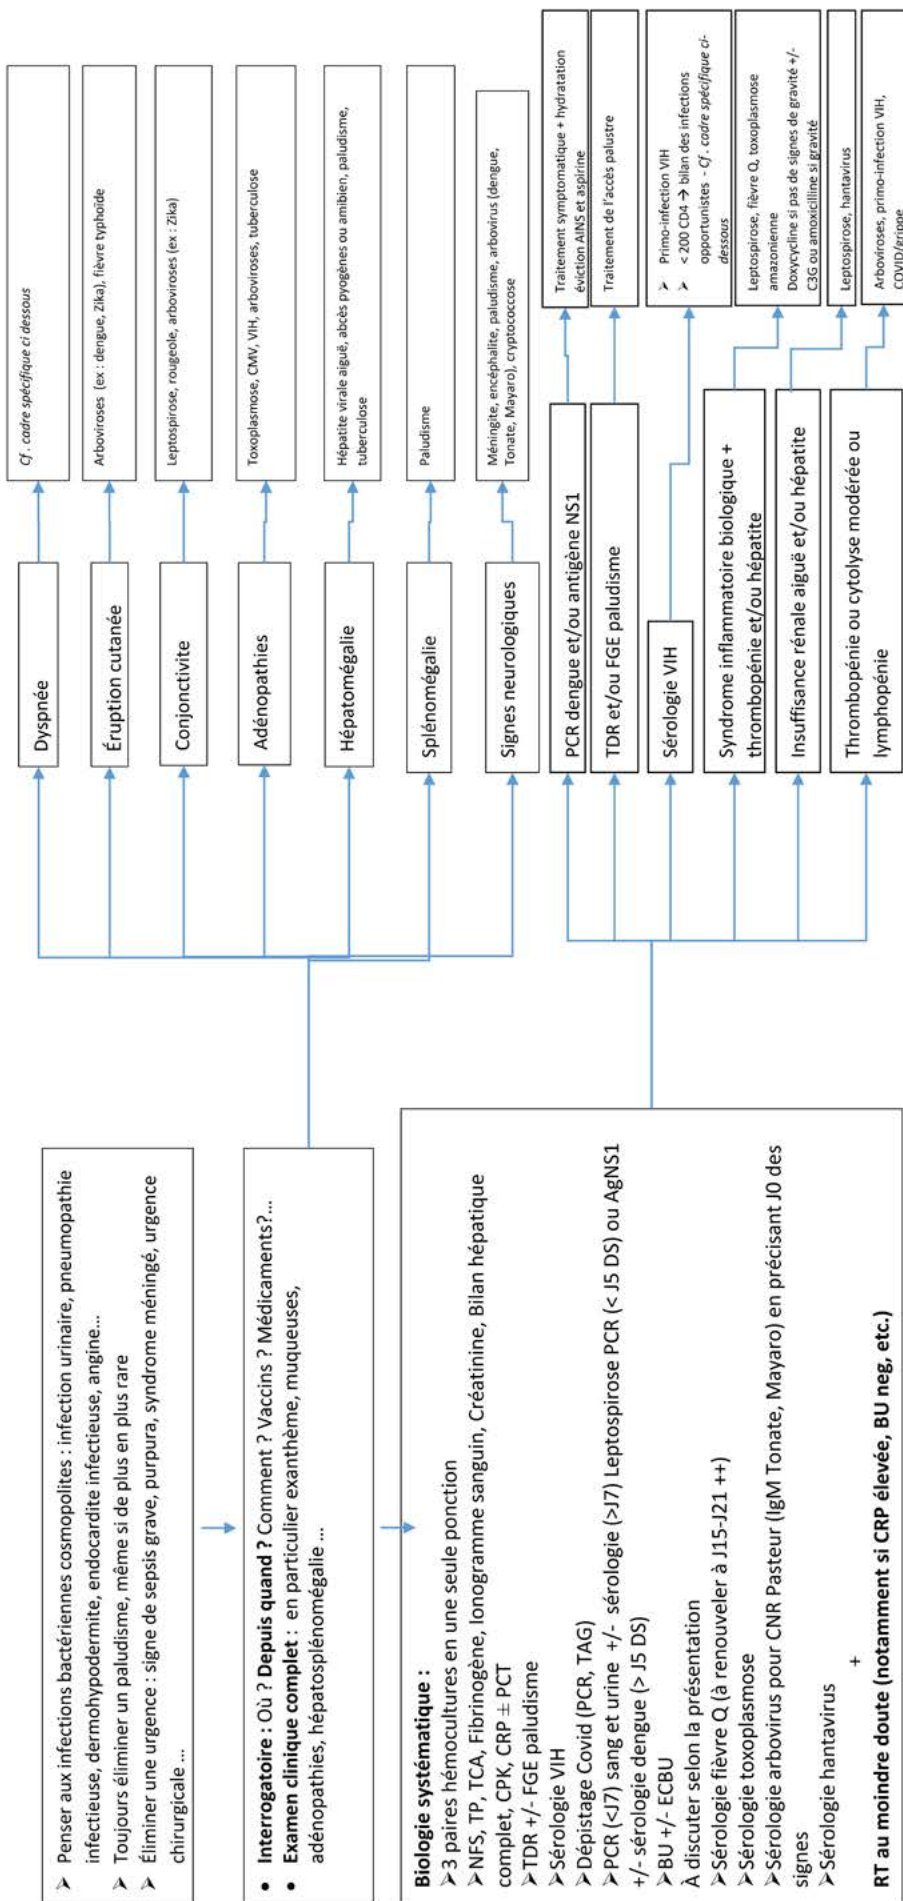 ➢ Penser aux infections bactériennes cosmopolites : infection urinaire, pneumopathie
infectieuse, dermohypodermite, endocardite infectieuse, angine…
➢ Toujours éliminer un paludisme, même si de plus en plus rare
➢ Éliminer une urgence : signe de sepsis grave, purpura, syndrome méningé, urgence
chirurgicale…
• Interrogatoire : Où ? Depuis quand ? Comment ? Vaccins ? Médicaments?…
• Examen clinique complet : en particulier exanthème, muqueuses,
adénopathies, hépatosplénomégalie …
Biologie systématique :
➢3 paires hémocultures en une seule ponction
➢NFS, TP, TCA, Fibrinogène, Ionogramme sanguin, Créatinine, Bilan hépatique
complet, CPK, CRP ± PCT
➢TDR +/- FGE paludisme
➢Sérologie VIH
➢Dépistage Covid (PCR, TAG)
➢PCR (<J7) sang et urine +/- sérologie (>J7) Leptospirose PCR (< J5 DS) ou AgNS1
+/- sérologie dengue (> J5 DS)
➢BU +/- ECBU
À discuter selon la présentation
➢Sérologie fièvre Q (à renouveler à J15-J21 ++)
➢Sérologie toxoplasmose
➢Sérologie arbovirus pour CNR Pasteur (IgM Tonate, Mayaro) en précisant J0 des
signes
➢Sérologie hantavirus
+
RT au moindre doute (notamment si CRP élevée, BU neg, etc.)
Dyspnée
Cf. cadre spécifique ci dessous
Éruption cutanée
Arboviroses (ex : dengue, Zika), fièvre typhoïde
Conjonctivite
Leptospirose, rougeole, arboviroses (ex : Zika)
Adénopathies
Toxoplasmose, CMV, VIH, arboviroses, tuberculose
Hépatomégalie
Hépatite virale aiguë, abcès pyogènes ou amibien, paludisme,
tuberculose
Splénomégalie
Paludisme
Signes neurologiques
Méningite, encéphalite, paludisme, arbovirus (dengue,
Tonate, Mayaro), cryptococcose
PCR dengue et/ou antigène NS1
Traitement symptomatique + hydratation
éviction AINS et aspirine
TDR et/ou FGE paludisme
Traitement de l'accès palustre
Sérologie VIH
➢ Primo-infection VIH
➢ < 200 CD4 → bilan des infections
opportunistes - Cf. cadre spécifique ci-
dessous
Syndrome inflammatoire biologique +
thrombopénie et/ou hépatite
Leptospirose, fièvre Q, toxoplasmose
amazonienne
Doxycycline si pas de signes de gravité +/-
C3G ou amoxicilline si gravité
Insuffisance rénale aiguë et/ou hépatite
Leptospirose, hantavirus
Thrombopénie ou cytolyse modérée ou
lymphopénie
Arboviroses, primo-infection VIH,
COVID/grippe